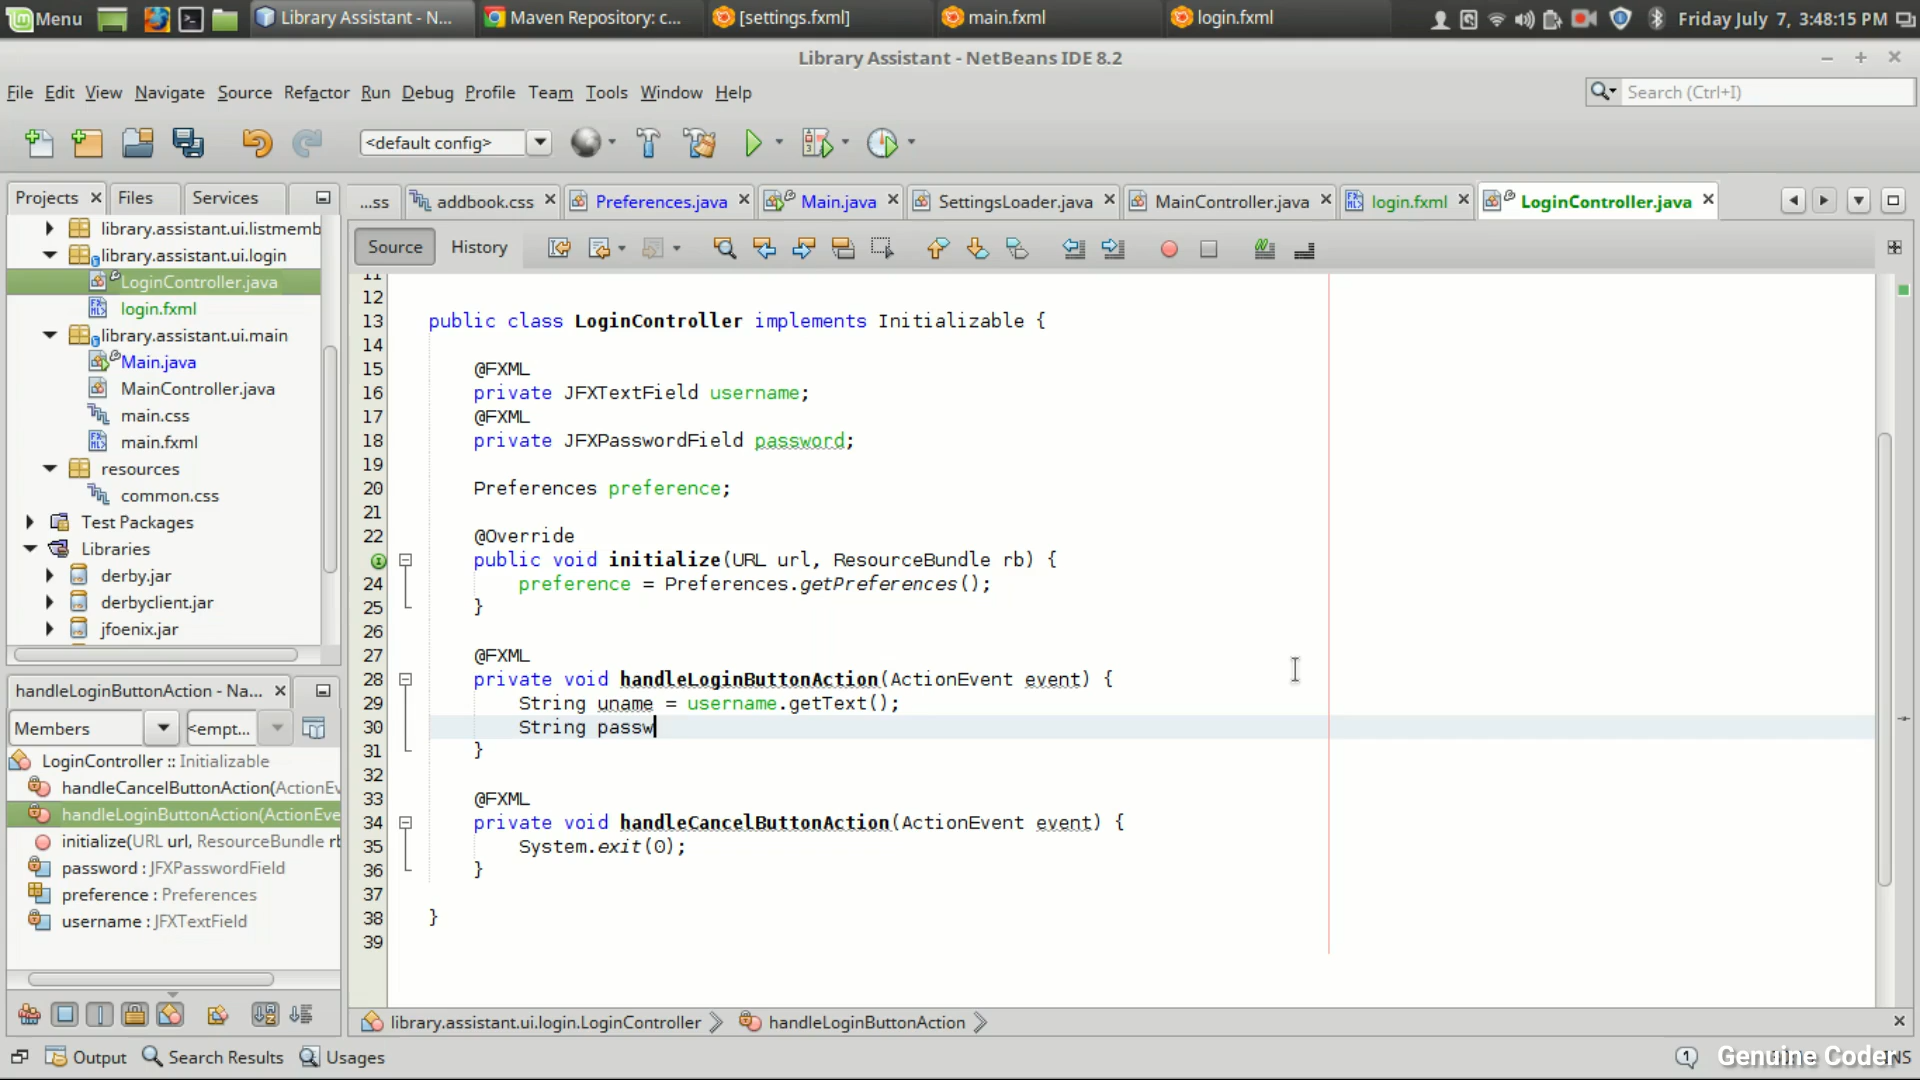 Menu
Library Assistant - N...
Maven Repository: c...
[settings.fxml]
main.fxml
login.fxml
Friday July 7, 3:48:15 PM
Library Assistant - NetBeans IDE 8.2
File Edit View Navigate Source Refactor Run Debug Profile Team Tools Window Help
Search (Ctrl+I)
<default config>
Projects
Files
Services
...ss
addbook.css
Preferences.java
Main.java
SettingsLoader.java
MainController.java
login.fxml
LoginController.java
Source
History
library.assistant.ui.listmemb
library.assistant.ui.login
LoginController.java
login.fxml
library.assistant.ui.main
Main.java
MainController.java
main.css
main.fxml
resources
common.css
Test Packages
Libraries
derby.jar
derbyclient.jar
jfoenix.jar
11
12
13 public class LoginController implements Initializable {
14
15 @FXML
16 private JFXTextField username;
17 @FXML
18 private JFXPasswordField password;
19
20 Preferences preference;
21
22 @Override
public void initialize(URL url, ResourceBundle rb) {
24 preference = Preferences.getPreferences();
25 }
26
27 @FXML
28 private void handleLoginButtonAction(ActionEvent event) {
29 String uname = username.getText();
30 String passw
31 }
32
33 @FXML
34 private void handleCancelButtonAction(ActionEvent event) {
35 System.exit(0);
36 }
37
38 }
39
handleLoginButtonAction - Na...
Members
<empt...
LoginController :: Initializable
handleCancelButtonAction(ActionEv
handleLoginButtonAction(ActionEve
initialize(URL url, ResourceBundle rb
password : JFXPasswordField
preference : Preferences
username : JFXTextField
library.assistant.ui.login.LoginController
handleLoginButtonAction
Output
Search Results
Usages
1
Genuine Coder